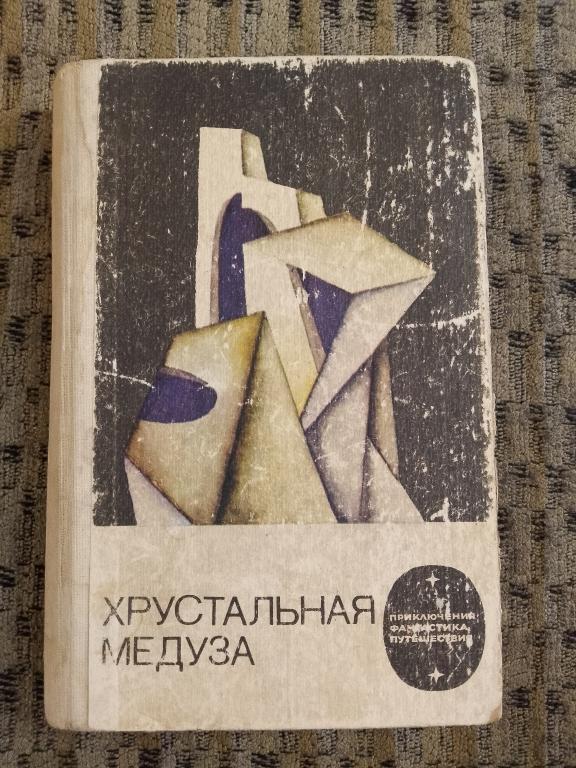 ХРУСТАЛЬНАЯ
МЕДУЗА
ПРИКЛЮЧЕНИЯ
ФАНТАСТИКА
ПУТЕШЕСТВИЯ